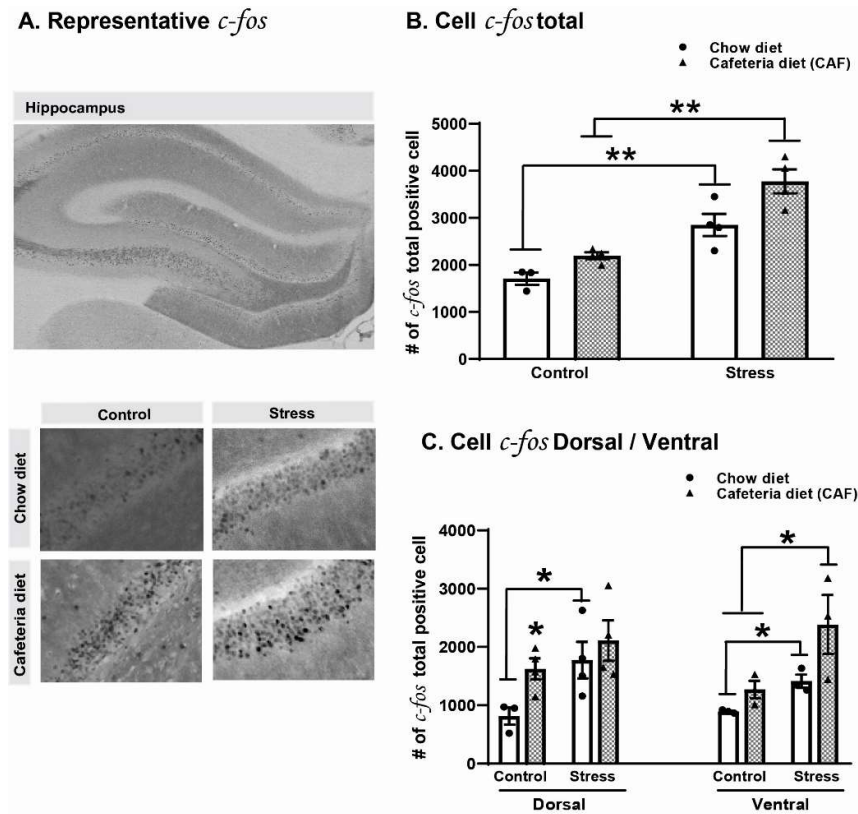 A. Representative c-fos
Hippocampus
Control
Stress
Chow diet
Cafeteria diet
B. Cell c-fos total
Chow diet
Cafeteria diet (CAF)
# of c-fos total positive cell
5000
4000
3000
2000
1000
0
**
**
Control
Stress
C. Cell c-fos Dorsal / Ventral
Chow diet
Cafeteria diet (CAF)
# of c-fos total positive cell
4000
3000
2000
1000
0
*
*
*
*
Control
Stress
Control
Stress
Dorsal
Ventral